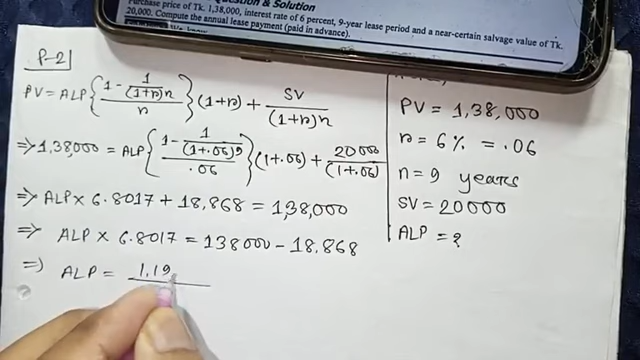 Question & Solution
Purchase price of Tk. 1,38,000, interest rate of 6 percent, 9-year lease period and a near-certain salvage value of Tk.
20,000. Compute the annual lease payment (paid in advance).
P-2
PV = ALP { (1 - 1/(1+r)n) / r } (1+r) + SV/(1+r)n
⇒ 1,38,000 = ALP { (1 - 1/(1+.06)9) / .06 } (1+.06) + 20000/(1+.06)
⇒ ALP × 6.8017 + 18,868 = 1,38,000
⇒ ALP × 6.8017 = 138000 - 18.868
⇒ ALP = 1,19
PV = 1,38,000
r = 6% = .06
n = 9 years
SV = 20000
ALP = ?